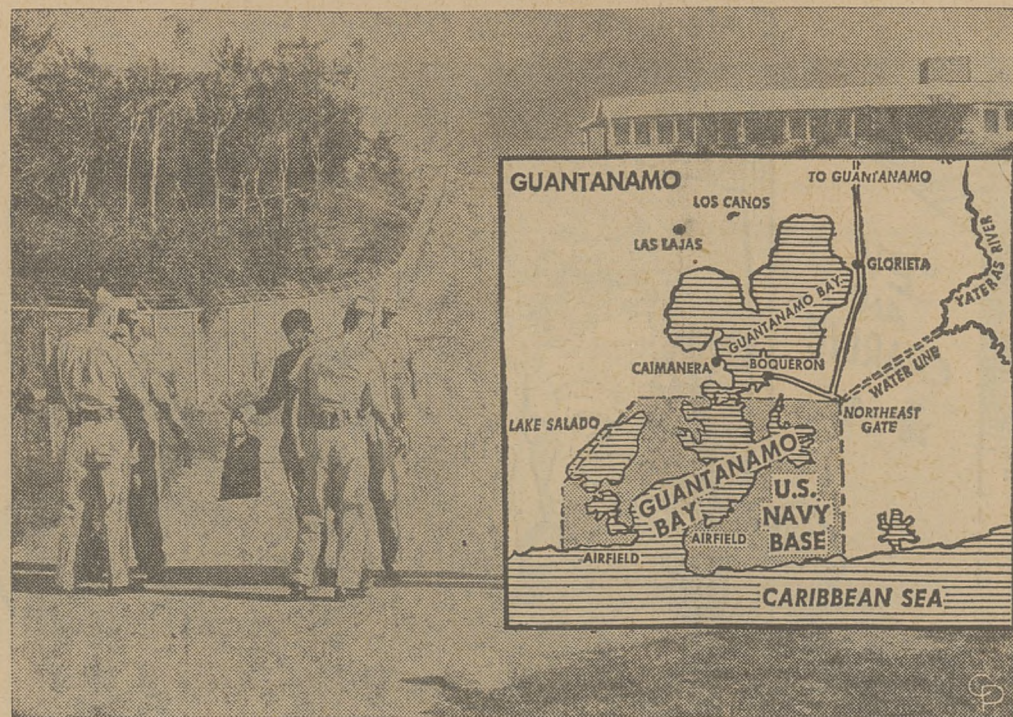 GUANTANAMO
TO GUANTANAMO
LOS CANOS
LAS LAJAS
GLORIETA
YATERAS RIVER
GUANTANAMO BAY
CAIMANERA
BOQUERON
WATER LINE
NORTHEAST
GATE
LAKE SALADO
GUANTANAMO
BAY
U.S.
NAVY
BASE
AIRFIELD
AIRFIELD
CARIBBEAN SEA
CP